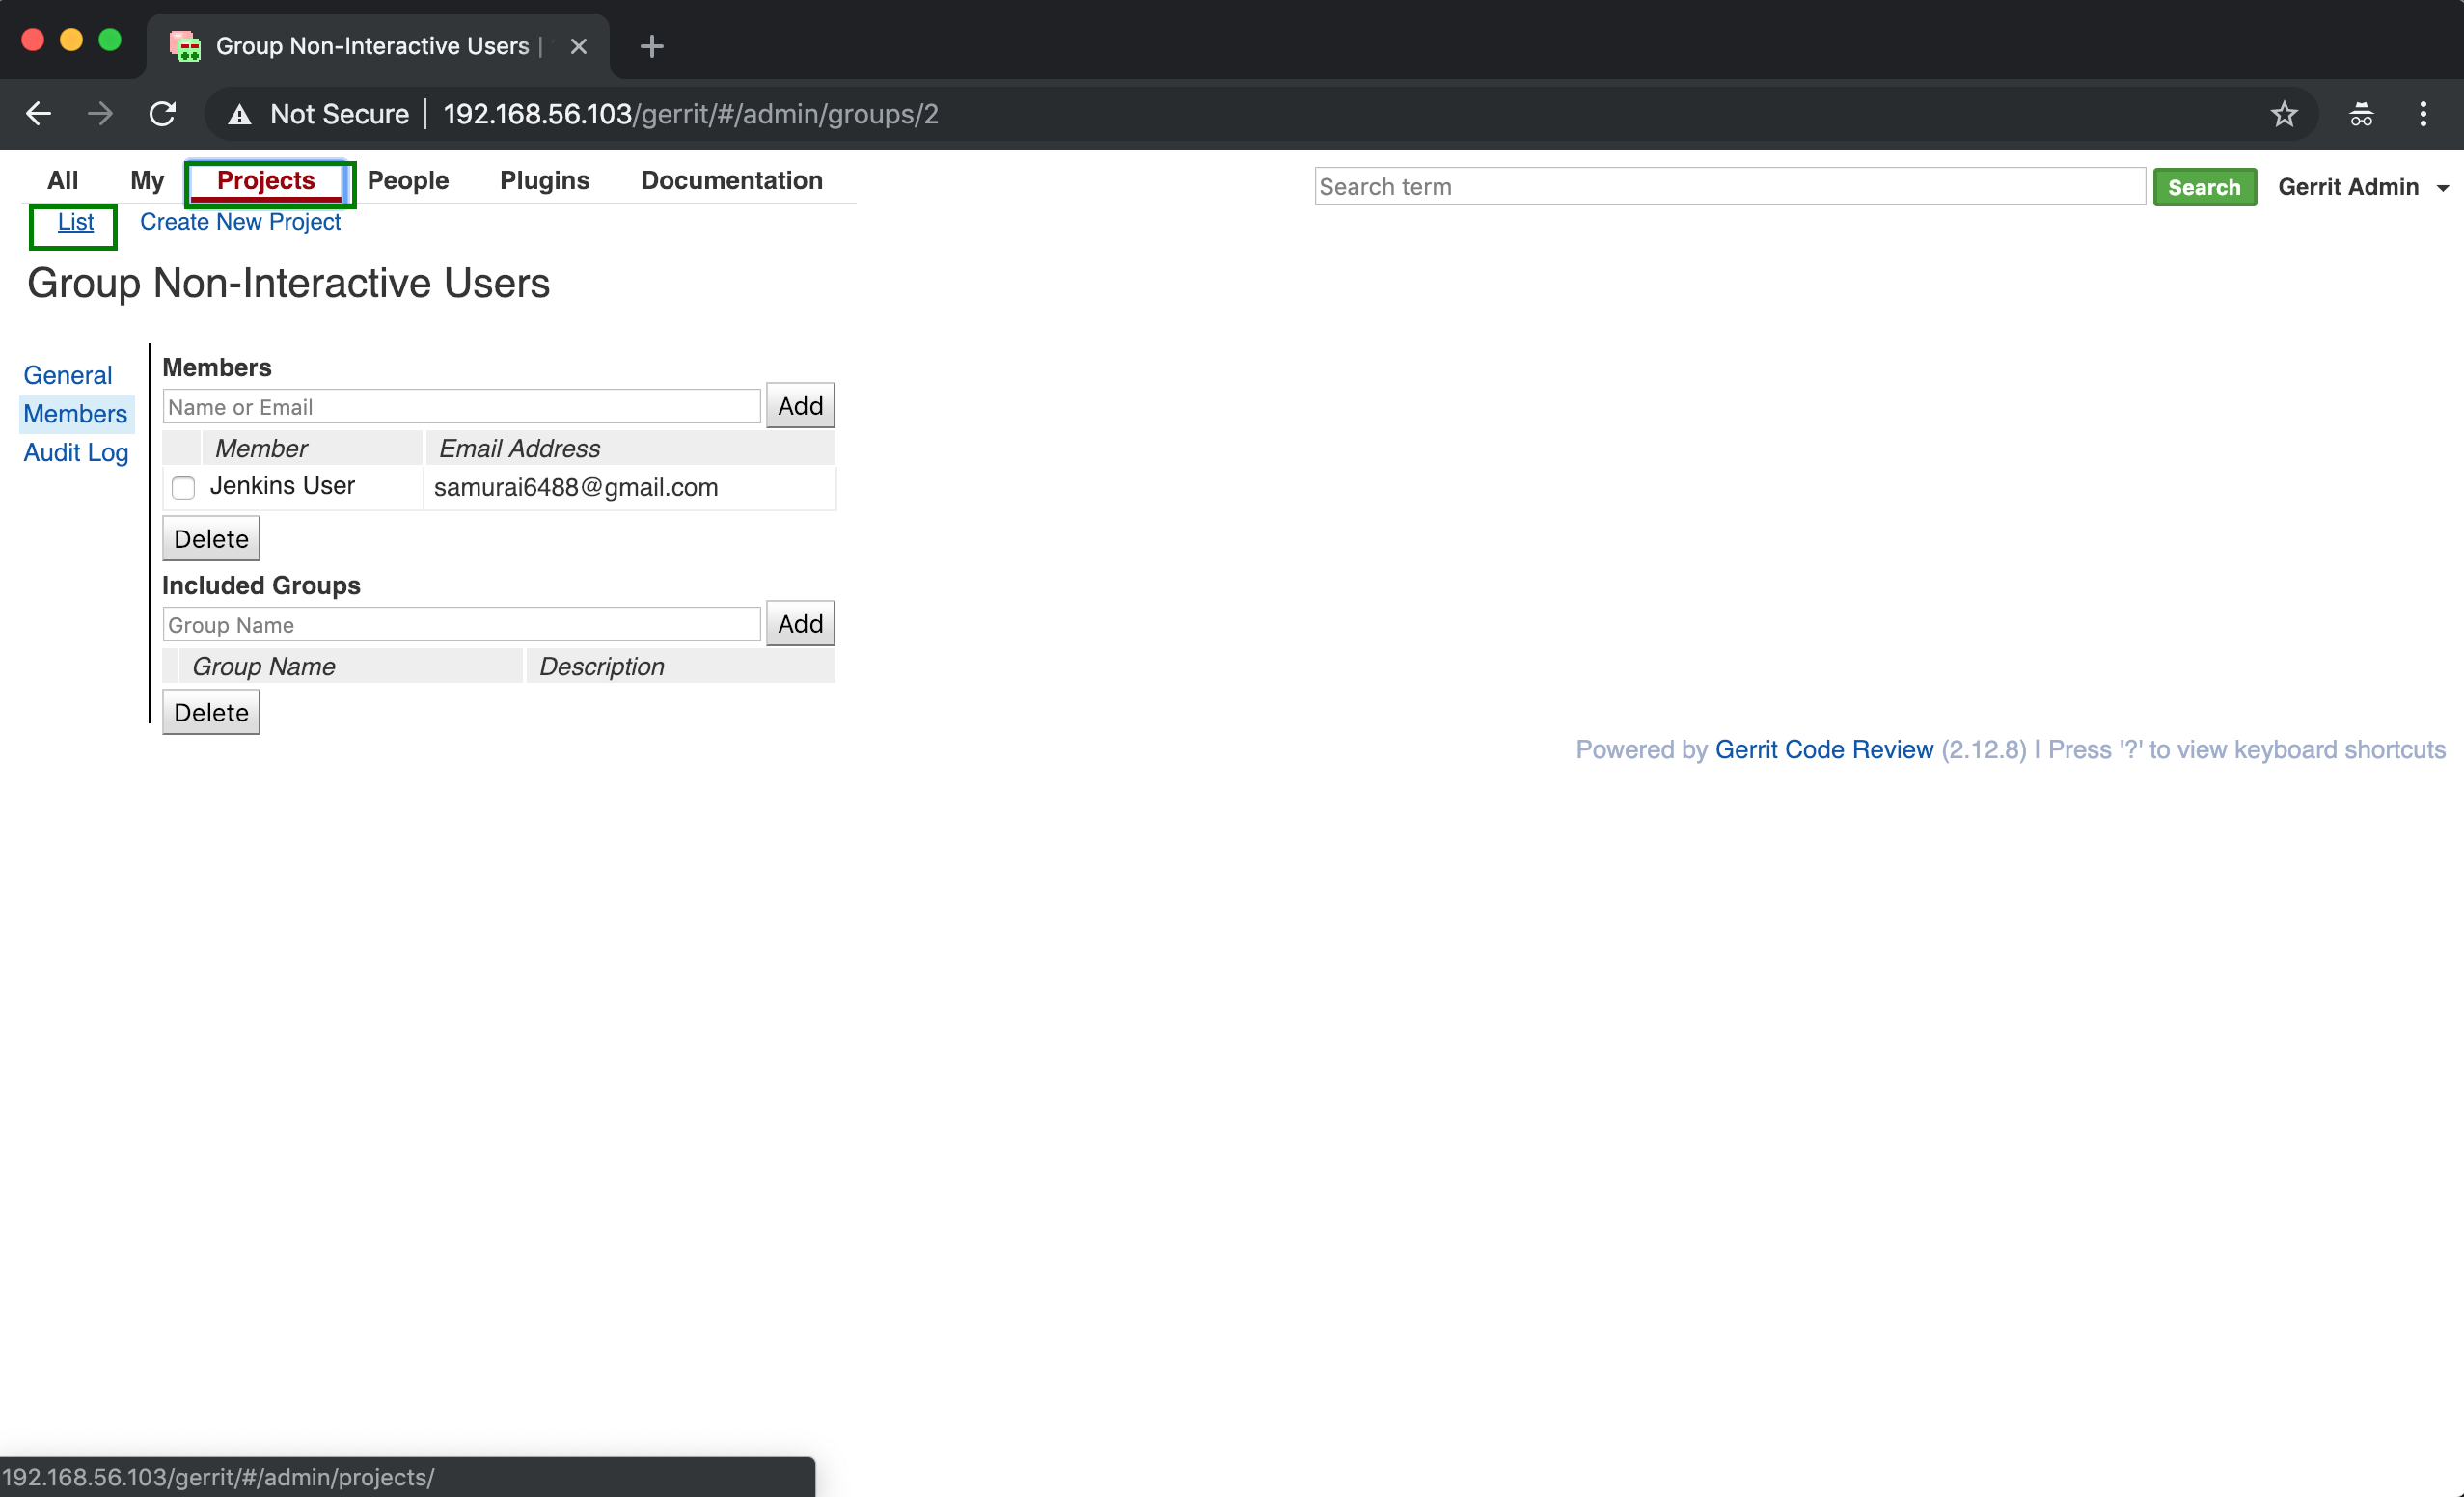 Group Non-Interactive Users |
Not Secure | 192.168.56.103/gerrit/#/admin/groups/2
All My Projects People Plugins Documentation
Search term Search Gerrit Admin
List Create New Project
Group Non-Interactive Users
General
Members
Audit Log
Members
Name or Email Add
Member Email Address
Jenkins User samurai6488@gmail.com
Delete
Included Groups
Group Name Add
Group Name Description
Delete
Powered by Gerrit Code Review (2.12.8) | Press '?' to view keyboard shortcuts
192.168.56.103/gerrit/#/admin/projects/